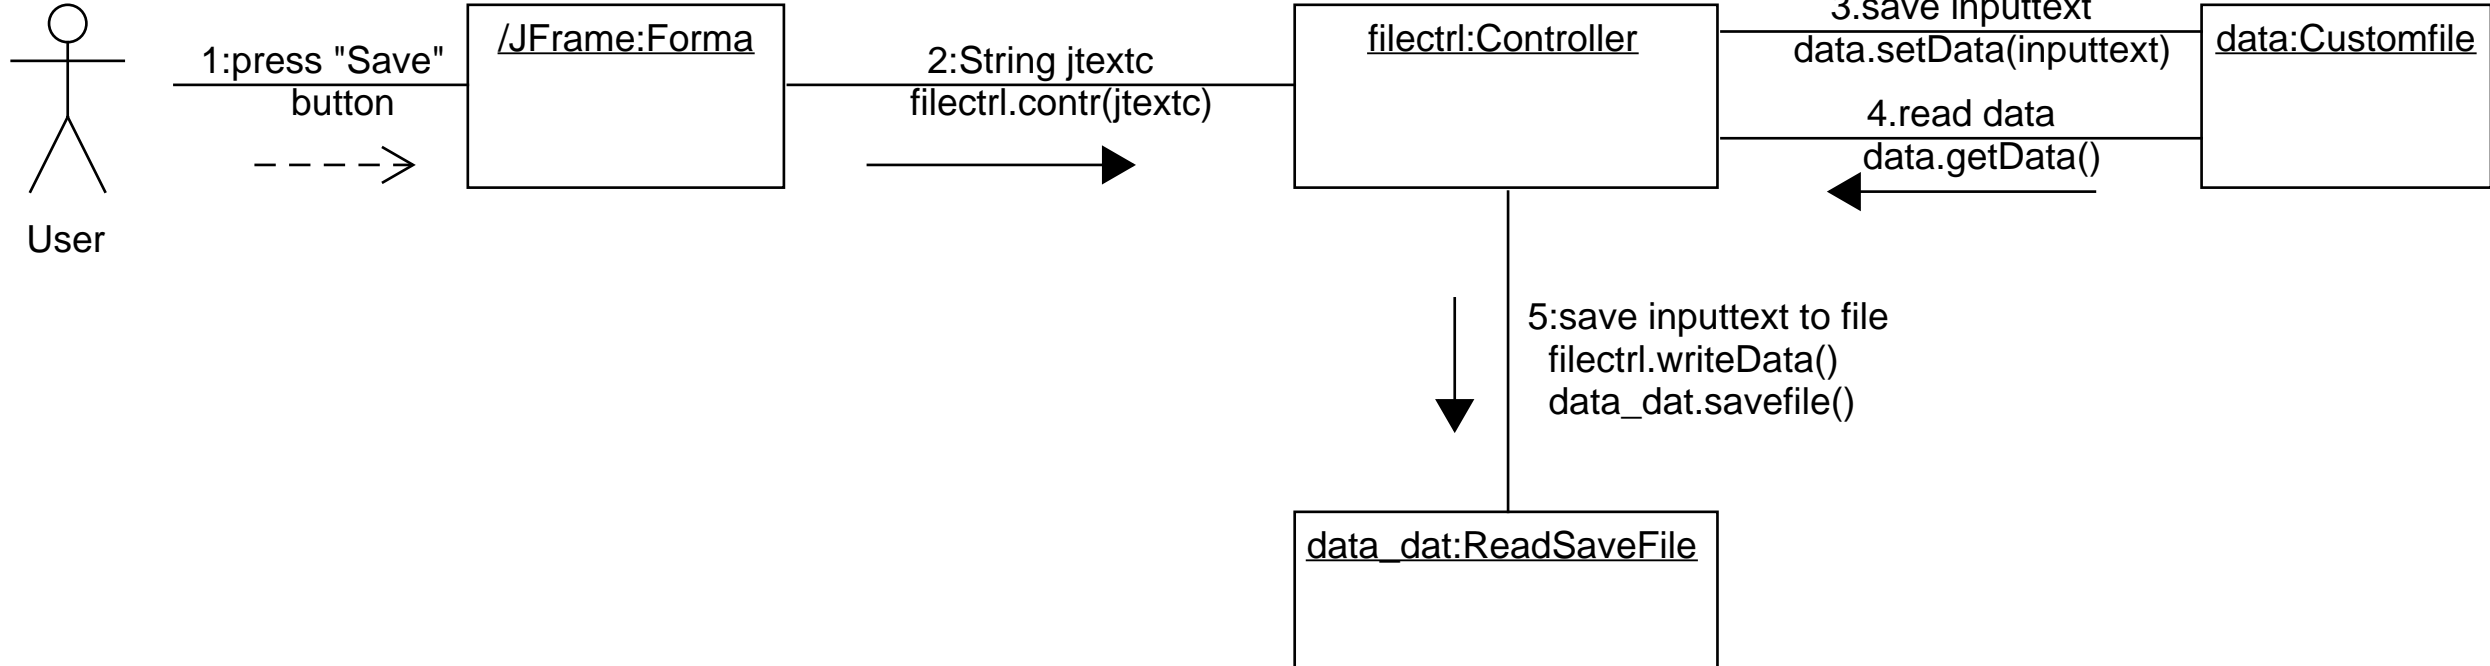 /JFrame:Forma
filectrl:Controller
data:Customfile
1:press "Save"
button
2:String jtextc
filectrl.contr(jtextc)
3.save inputtext
data.setData(inputtext)
4.read data
data.getData()
User
5:save inputtext to file
filectrl.writeData()
data_dat.savefile()
data_dat:ReadSaveFile